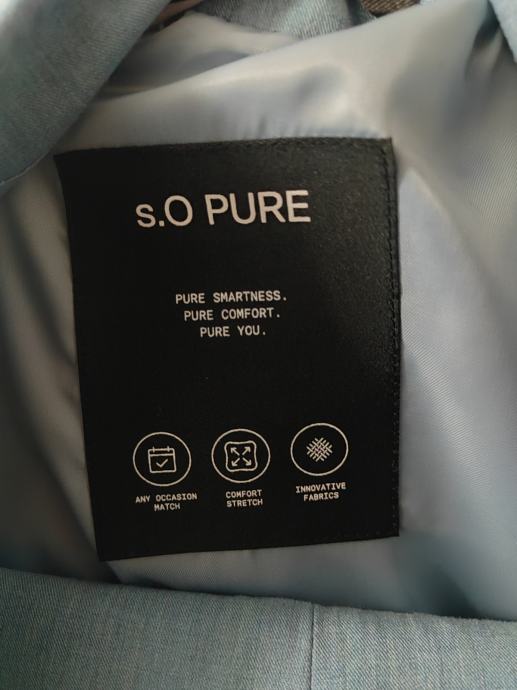 s.O PURE
PURE SMARTNESS.
PURE COMFORT.
PURE YOU.
ANY OCCASION
MATCH
COMFORT
STRETCH
INNOVATIVE
FABRICS